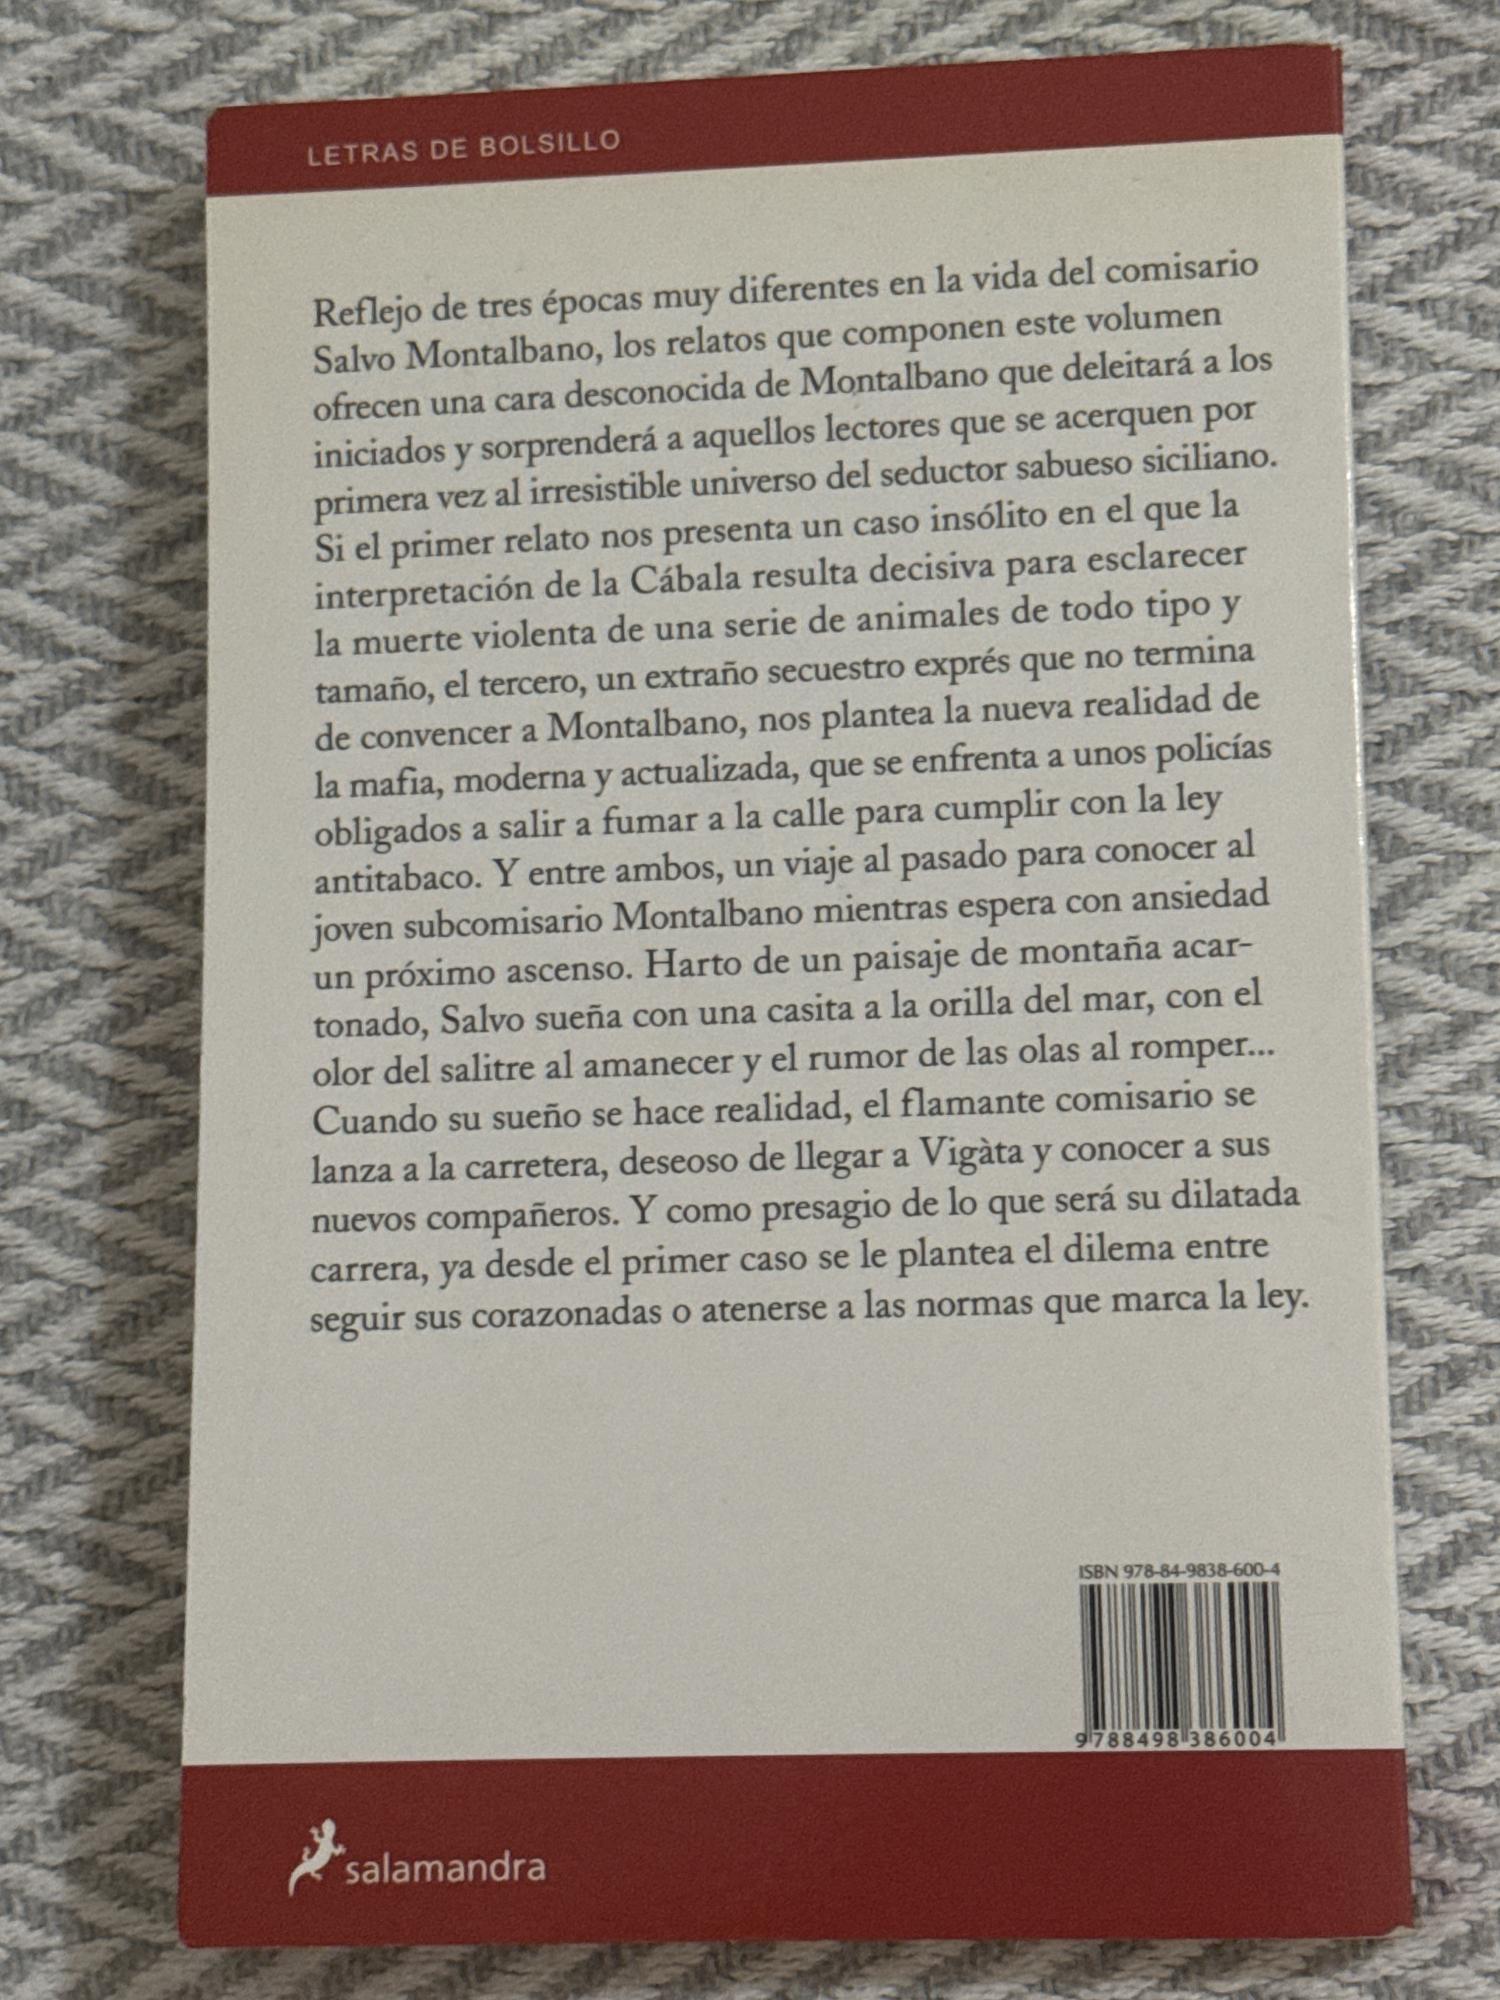 LETRAS DE BOLSILLO
Reflejo de tres épocas muy diferentes en la vida del comisario
Salvo Montalbano, los relatos que componen este volumen
ofrecen una cara desconocida de Montalbano que deleitará a los
iniciados y sorprenderá a aquellos lectores que se acerquen por
primera vez al irresistible universo del seductor sabueso siciliano.
Si el primer relato nos presenta un caso insólito en el que la
interpretación de la Cábala resulta decisiva para esclarecer
la muerte violenta de una serie de animales de todo tipo y
tamaño, el tercero, un extraño secuestro exprés que no termina
de convencer a Montalbano, nos plantea la nueva realidad de
la mafia, moderna y actualizada, que se enfrenta a unos policías
obligados a salir a fumar a la calle para cumplir con la ley
antitabaco. Y entre ambos, un viaje al pasado para conocer al
joven subcomisario Montalbano mientras espera con ansiedad
un próximo ascenso. Harto de un paisaje de montaña acar-
tonado, Salvo sueña con una casita a la orilla del mar, con el
olor del salitre al amanecer y el rumor de las olas al romper...
Cuando su sueño se hace realidad, el flamante comisario se
lanza a la carretera, deseoso de llegar a Vigàta y conocer a sus
nuevos compañeros. Y como presagio de lo que será su dilatada
carrera, ya desde el primer caso se le plantea el dilema entre
seguir sus corazonadas o atenerse a las normas que marca la ley.
ISBN 978-84-9838-600-4
9 788498 386004
salamandra